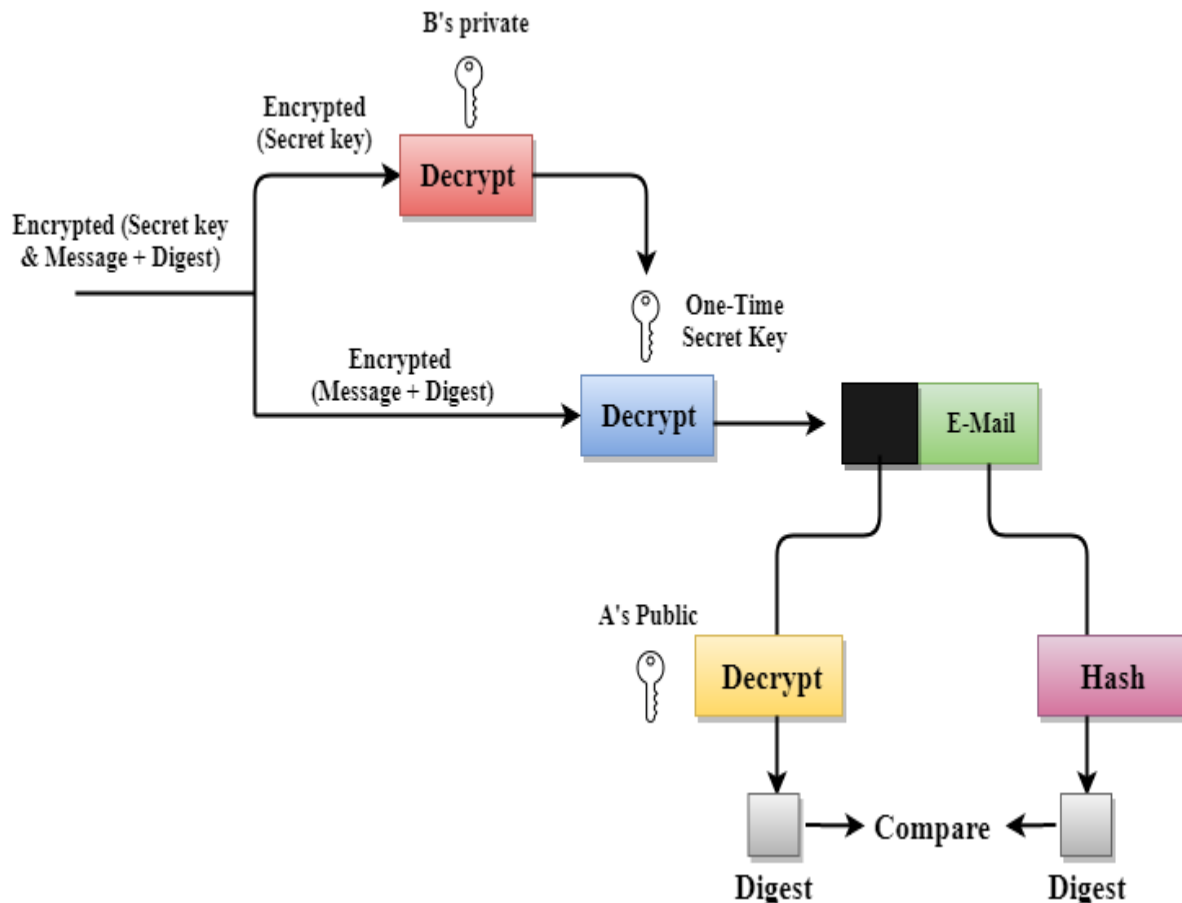 B's private
Encrypted
(Secret key)
Decrypt
Encrypted (Secret key
& Message + Digest)
One-Time
Secret Key
Encrypted
(Message + Digest)
Decrypt
E-Mail
A's Public
Decrypt
Hash
Compare
Digest
Digest